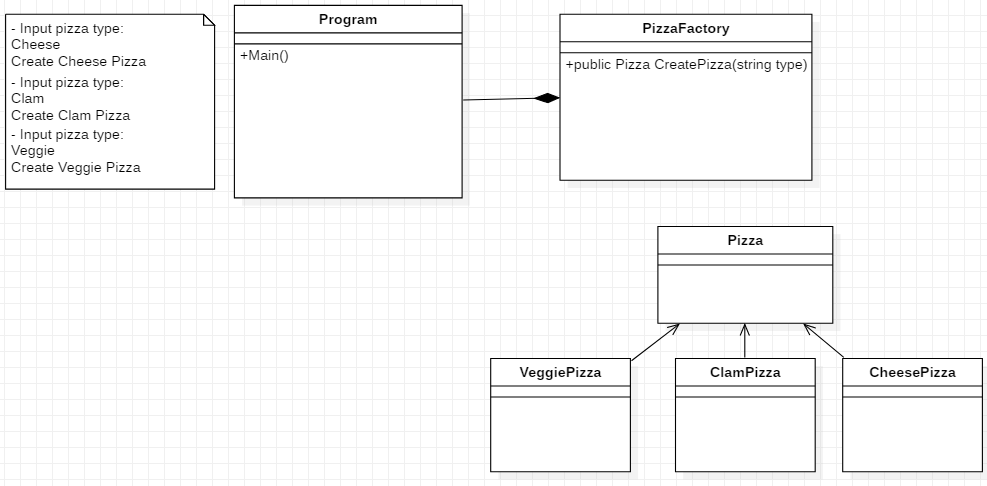 - Input pizza type:
Cheese
Create Cheese Pizza
- Input pizza type:
Clam
Create Clam Pizza
- Input pizza type:
Veggie
Create Veggie Pizza
Program
+Main()
PizzaFactory
+public Pizza CreatePizza(string type)
Pizza
VeggiePizza
ClamPizza
CheesePizza